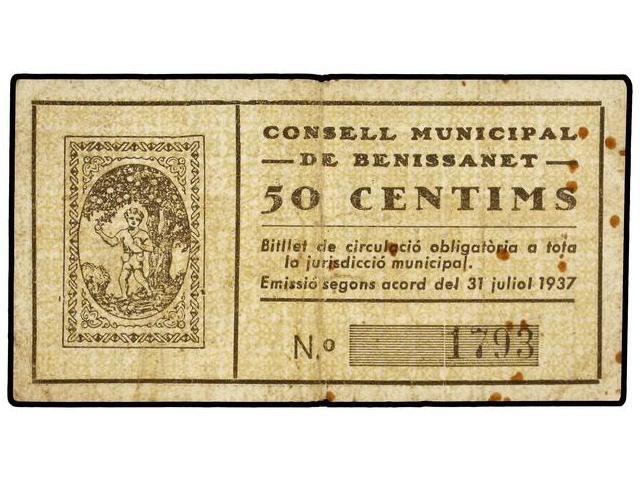 CONSELL MUNICIPAL
— DE BENISSANET —
50 CENTIMS
Bitllet de circulació obligatòria a tota
la jurisdicció municipal.
Emissió segons acord del 31 juliol 1937
N.º 1793